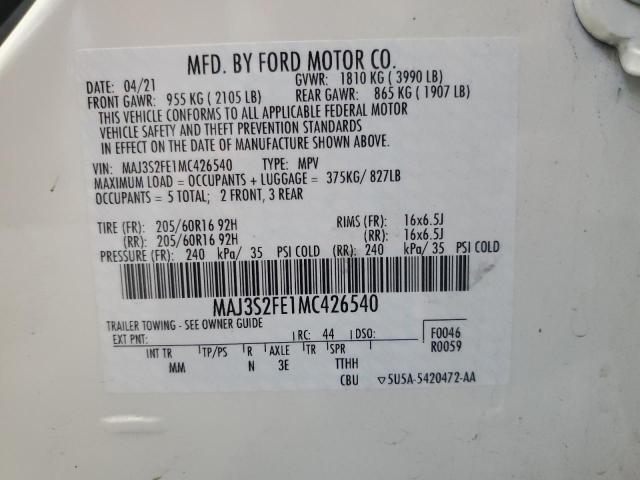 MFD. BY FORD MOTOR CO.
DATE: 04/21 GVWR: 1810 KG ( 3990 LB)
FRONT GAWR: 955 KG ( 2105 LB) REAR GAWR: 865 KG ( 1907 LB)
THIS VEHICLE CONFORMS TO ALL APPLICABLE FEDERAL MOTOR
VEHICLE SAFETY AND THEFT PREVENTION STANDARDS
IN EFFECT ON THE DATE OF MANUFACTURE SHOWN ABOVE.
VIN: MAJ3S2FE1MC426540 TYPE: MPV
MAXIMUM LOAD = OCCUPANTS + LUGGAGE = 375KG/ 827LB
OCCUPANTS = 5 TOTAL; 2 FRONT, 3 REAR
TIRE (FR): 205/60R16 92H RIMS (FR): 16x6.5J
(RR): 205/60R16 92H (RR): 16x6.5J
PRESSURE (FR): 240 kPa/ 35 PSI COLD (RR): 240 kPa/ 35 PSI COLD
MAJ3S2FE1MC426540
TRAILER TOWING - SEE OWNER GUIDE
EXT PNT: RC: 44 DSO: F0046
INT TR TP/PS R AXLE TR SPR R0059
MM N 3E TTHH
CBU ▽5U5A-5420472-AA